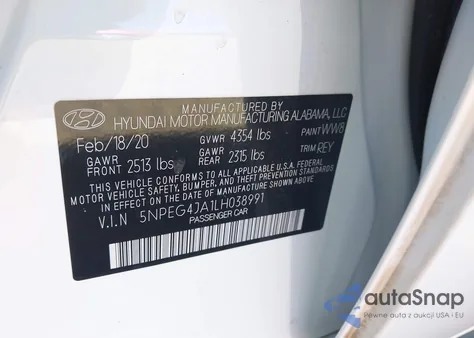 MANUFACTURED BY
HYUNDAI MOTOR MANUFACTURING ALABAMA, LLC
Feb/18/20 GVWR 4354 lbs PAINT WW8
GAWR FRONT 2513 lbs GAWR REAR 2315 lbs TRIM REY
THIS VEHICLE CONFORMS TO ALL APPLICABLE U.S.A. FEDERAL
MOTOR VEHICLE SAFETY, BUMPER, AND THEFT PREVENTION STANDARDS IN
EFFECT ON THE DATE OF MANUFACTURE SHOWN ABOVE.
V.I.N 5NPEG4JA1LH038991
PASSENGER CAR
autaSnap
Pewne auta z aukcji USA i EU